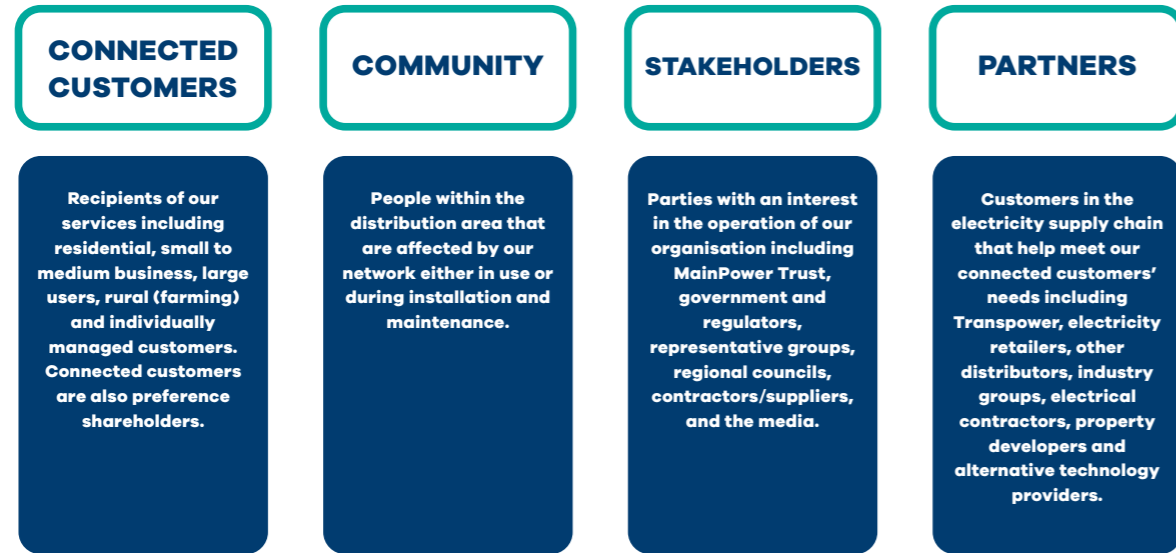 CONNECTED
CUSTOMERS
Recipients of our
services including
residential, small to
medium business, large
users, rural (farming)
and individually
managed customers.
Connected customers
are also preference
shareholders.
COMMUNITY
People within the
distribution area that
are affected by our
network either in use or
during installation and
maintenance.
STAKEHOLDERS
Parties with an interest
in the operation of our
organisation including
MainPower Trust,
government and
regulators,
representative groups,
regional councils,
contractors/suppliers,
and the media.
PARTNERS
Customers in the
electricity supply chain
that help meet our
connected customers’
needs including
Transpower, electricity
retailers, other
distributors, industry
groups, electrical
contractors, property
developers and
alternative technology
providers.